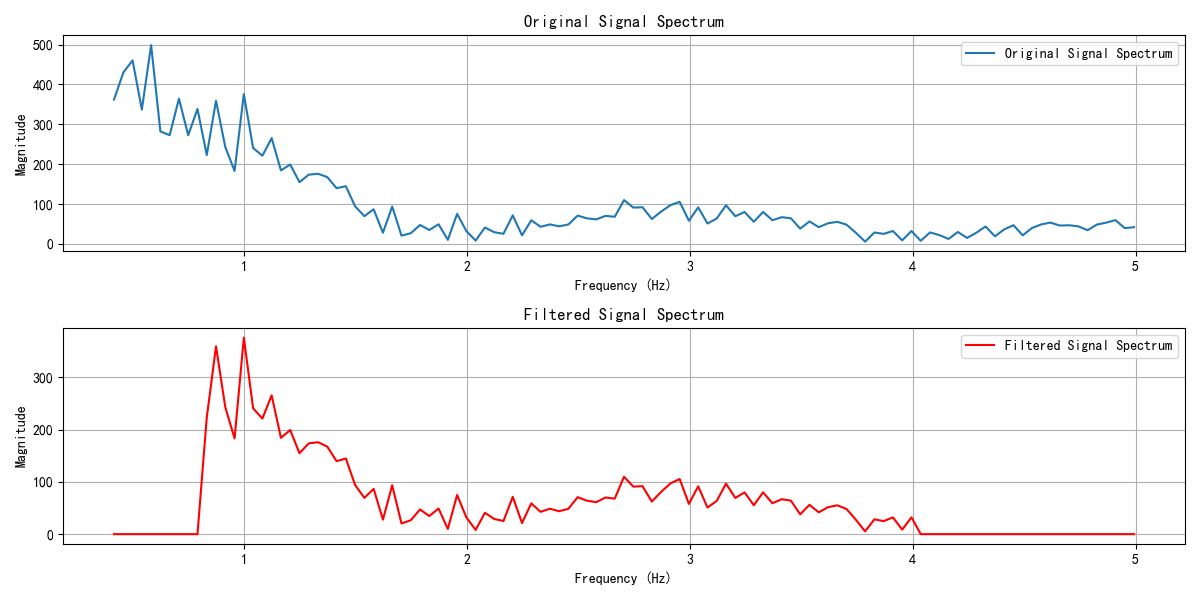 Original Signal Spectrum
Original Signal Spectrum
Magnitude
500
400
300
200
100
0
1
2
3
4
5
Frequency (Hz)
Filtered Signal Spectrum
Filtered Signal Spectrum
Magnitude
300
200
100
0
1
2
3
4
5
Frequency (Hz)